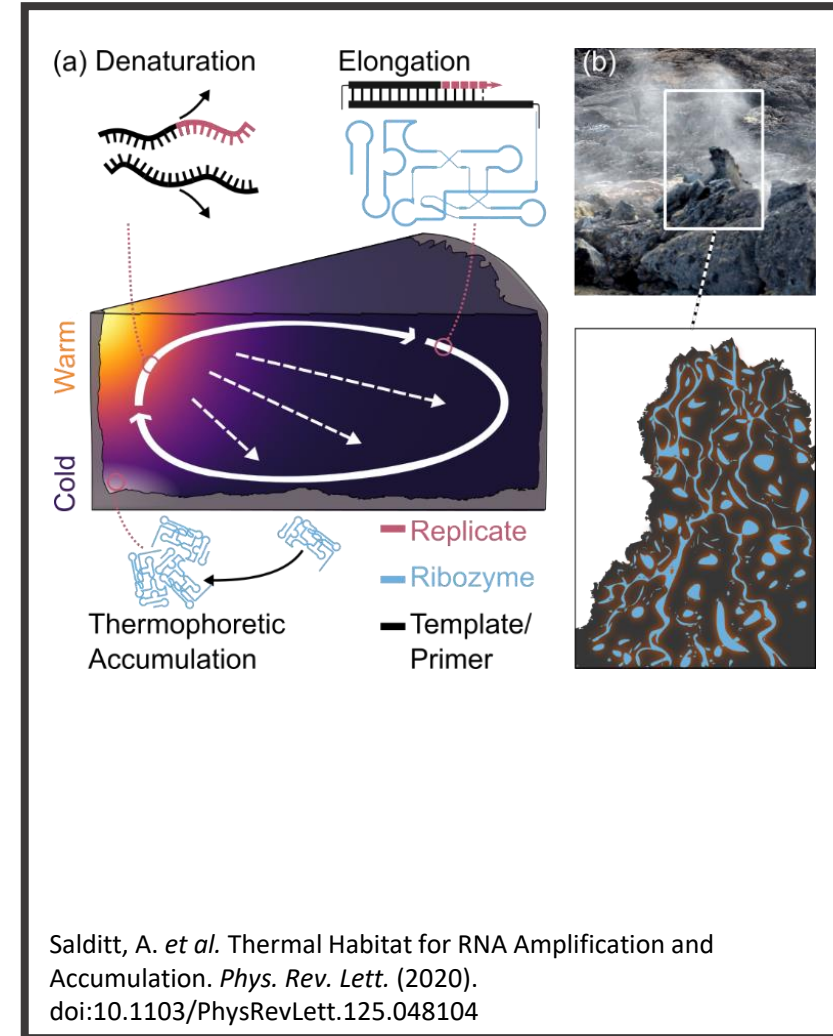 (a) Denaturation
Elongation
(b)
Warm
Cold
Thermophoretic
Accumulation
Replicate
Ribozyme
Template/
Primer
Salditt, A. et al. Thermal Habitat for RNA Amplification and
Accumulation. Phys. Rev. Lett. (2020).
doi:10.1103/PhysRevLett.125.048104